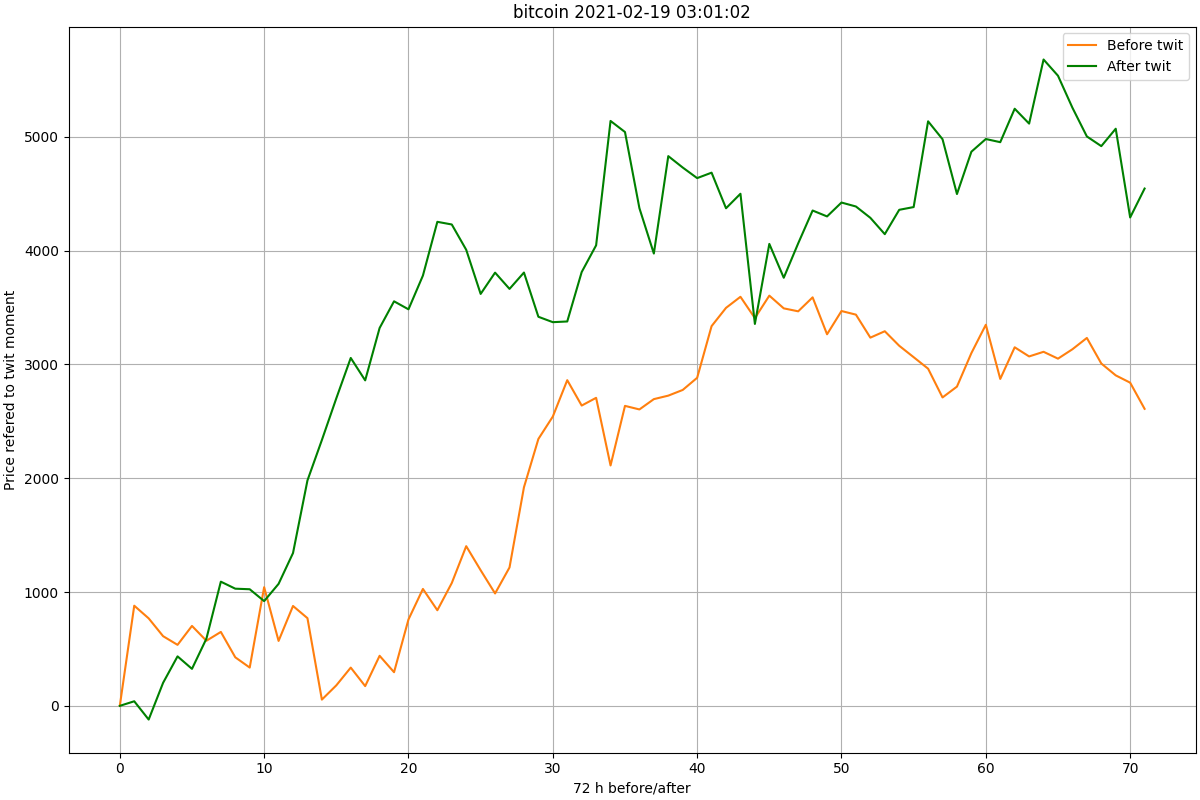 bitcoin 2021-02-19 03:01:02
Before twit
After twit
Price refered to twit moment
5000
4000
3000
2000
1000
0
0 10 20 30 40 50 60 70
72 h before/after